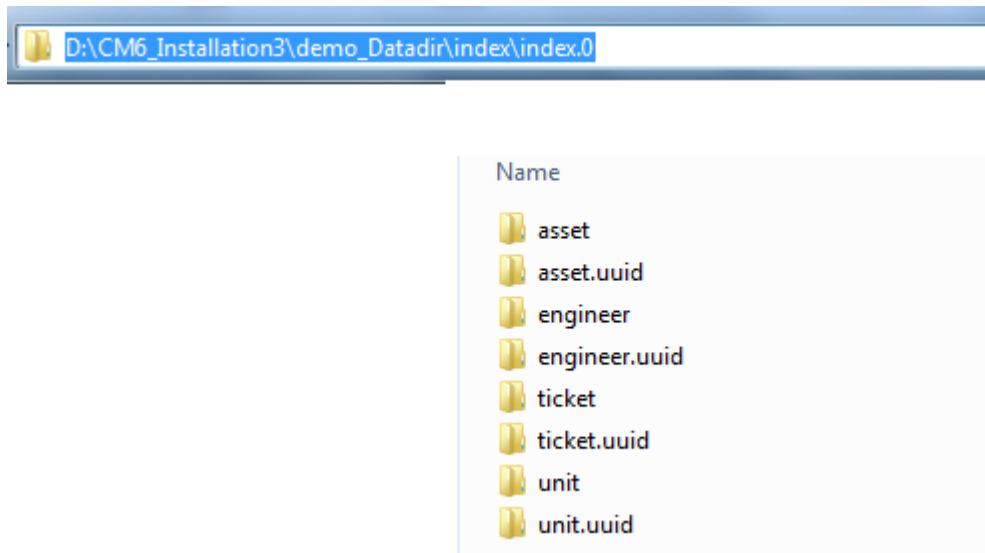 D:\CM6_Installation3\demo_Datadir\index\index.0
Name
asset
asset.uuid
engineer
engineer.uuid
ticket
ticket.uuid
unit
unit.uuid